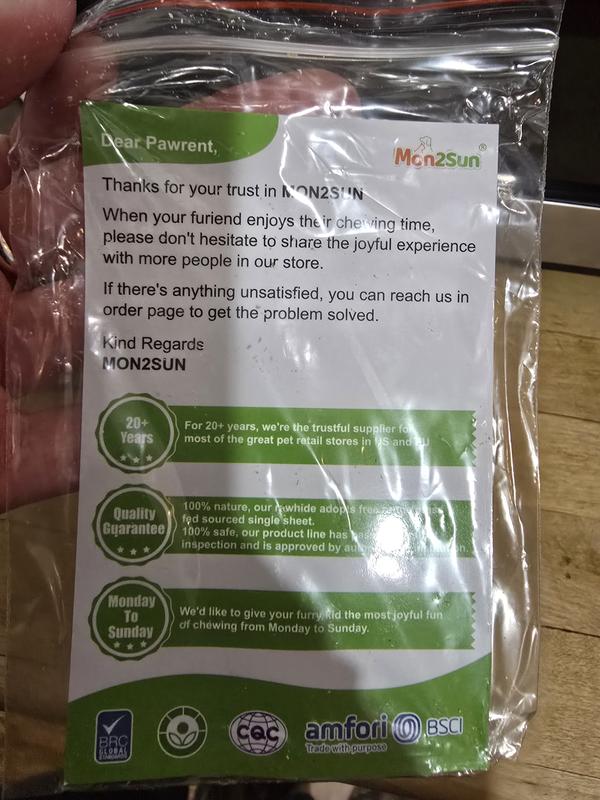 Dear Pawrent,
Mon2Sun®
Thanks for your trust in MON2SUN
When your furiend enjoys their chewing time,
please don't hesitate to share the joyful experience
with more people in our store.
If there's anything unsatisfied, you can reach us in
order page to get the problem solved.
Kind Regards
MON2SUN
20+
Years
For 20+ years, we're the trustful supplier for
most of the great pet retail stores in US and EU
Quality
Guarantee
100% nature, our rawhide adopts free
fed sourced single sheet.
100% safe, our product line has
inspection and is approved by
Monday
To
Sunday
We'd like to give your furry kid the most joyful fun
of chewing from Monday to Sunday.
BRC
GLOBAL
STANDARDS
CQC
amfori
Trade with purpose
BSCI